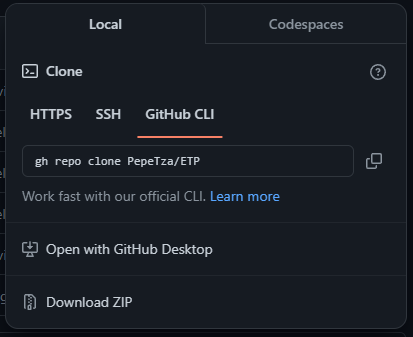 Local
Codespaces
Clone
HTTPS
SSH
GitHub CLI
gh repo clone PepeTza/ETP
Work fast with our official CLI. Learn more
Open with GitHub Desktop
Download ZIP